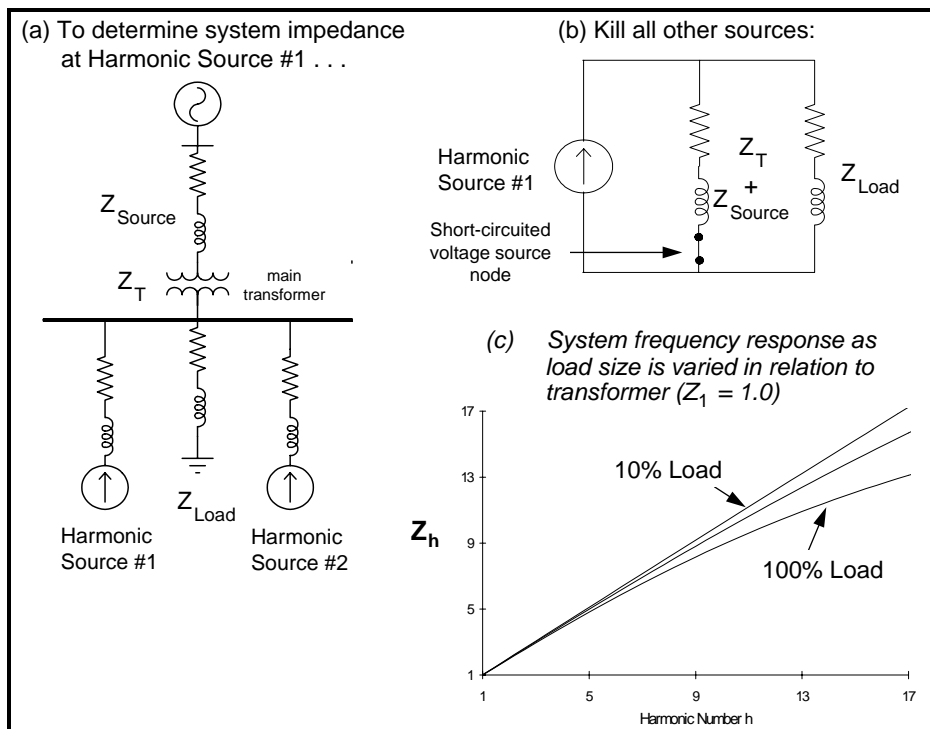 (a) To determine system impedance
at Harmonic Source #1 . . .
Z Source
Z T
main
transformer
Z Load
Harmonic
Source #1
Harmonic
Source #2
(b) Kill all other sources:
Harmonic
Source #1
Z T
+
Z Source
Z Load
Short-circuited
voltage source
node
(c) System frequency response as
load size is varied in relation to
transformer (Z1 = 1.0)
17
13
9
5
1
Zh
10% Load
100% Load
1 5 9 13 17
Harmonic Number h